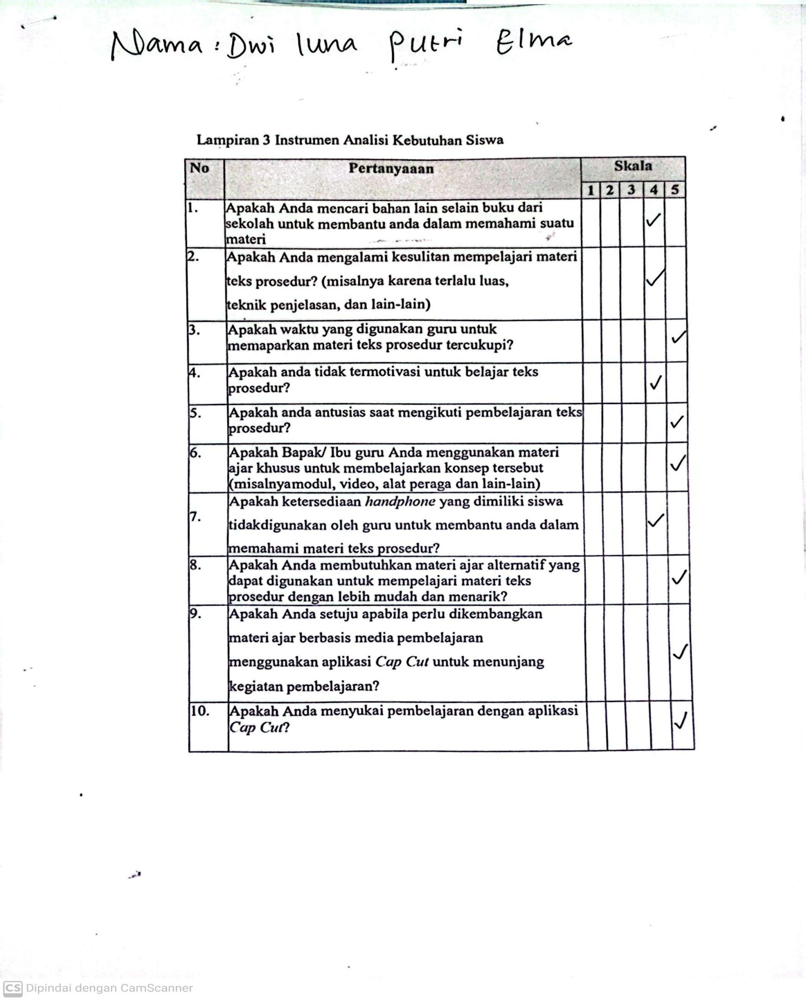 Nama : Dwi luna putri Elma
Lampiran 3 Instrumen Analisi Kebutuhan Siswa
No Pertanyaaan Skala
1 2 3 4 5
1. Apakah Anda mencari bahan lain selain buku dari
sekolah untuk membantu anda dalam memahami suatu ✓
materi
2. Apakah Anda mengalami kesulitan mempelajari materi
teks prosedur? (misalnya karena terlalu luas, ✓
teknik penjelasan, dan lain-lain)
3. Apakah waktu yang digunakan guru untuk ✓
memaparkan materi teks prosedur tercukupi?
4. Apakah anda tidak termotivasi untuk belajar teks ✓
prosedur?
5. Apakah anda antusias saat mengikuti pembelajaran teks ✓
prosedur?
6. Apakah Bapak/ Ibu guru Anda menggunakan materi
ajar khusus untuk membelajarkan konsep tersebut ✓
(misalnyamodul, video, alat peraga dan lain-lain)
7. Apakah ketersediaan handphone yang dimiliki siswa
tidakdigunakan oleh guru untuk membantu anda dalam ✓
memahami materi teks prosedur?
8. Apakah Anda membutuhkan materi ajar alternatif yang
dapat digunakan untuk mempelajari materi teks ✓
prosedur dengan lebih mudah dan menarik?
9. Apakah Anda setuju apabila perlu dikembangkan
materi ajar berbasis media pembelajaran
menggunakan aplikasi Cap Cut untuk menunjang ✓
kegiatan pembelajaran?
10. Apakah Anda menyukai pembelajaran dengan aplikasi ✓
Cap Cut?
CS Dipindai dengan CamScanner